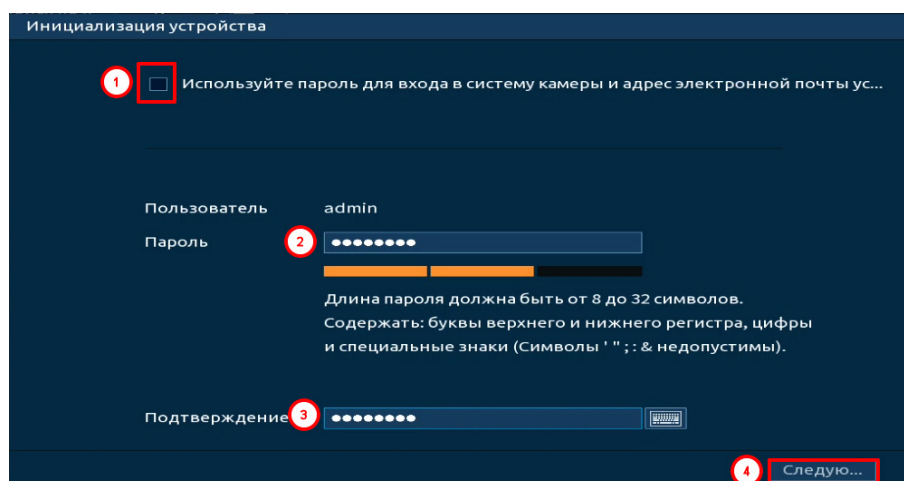 Инициализация устройства
1 Используйте пароль для входа в систему камеры и адрес электронной почты ус...
Пользователь admin
Пароль 2 ●●●●●●●●
Длина пароля должна быть от 8 до 32 символов.
Содержать: буквы верхнего и нижнего регистра, цифры
и специальные знаки (Символы ' " ; : & недопустимы).
Подтверждение 3 ●●●●●●●●
4 Следую...